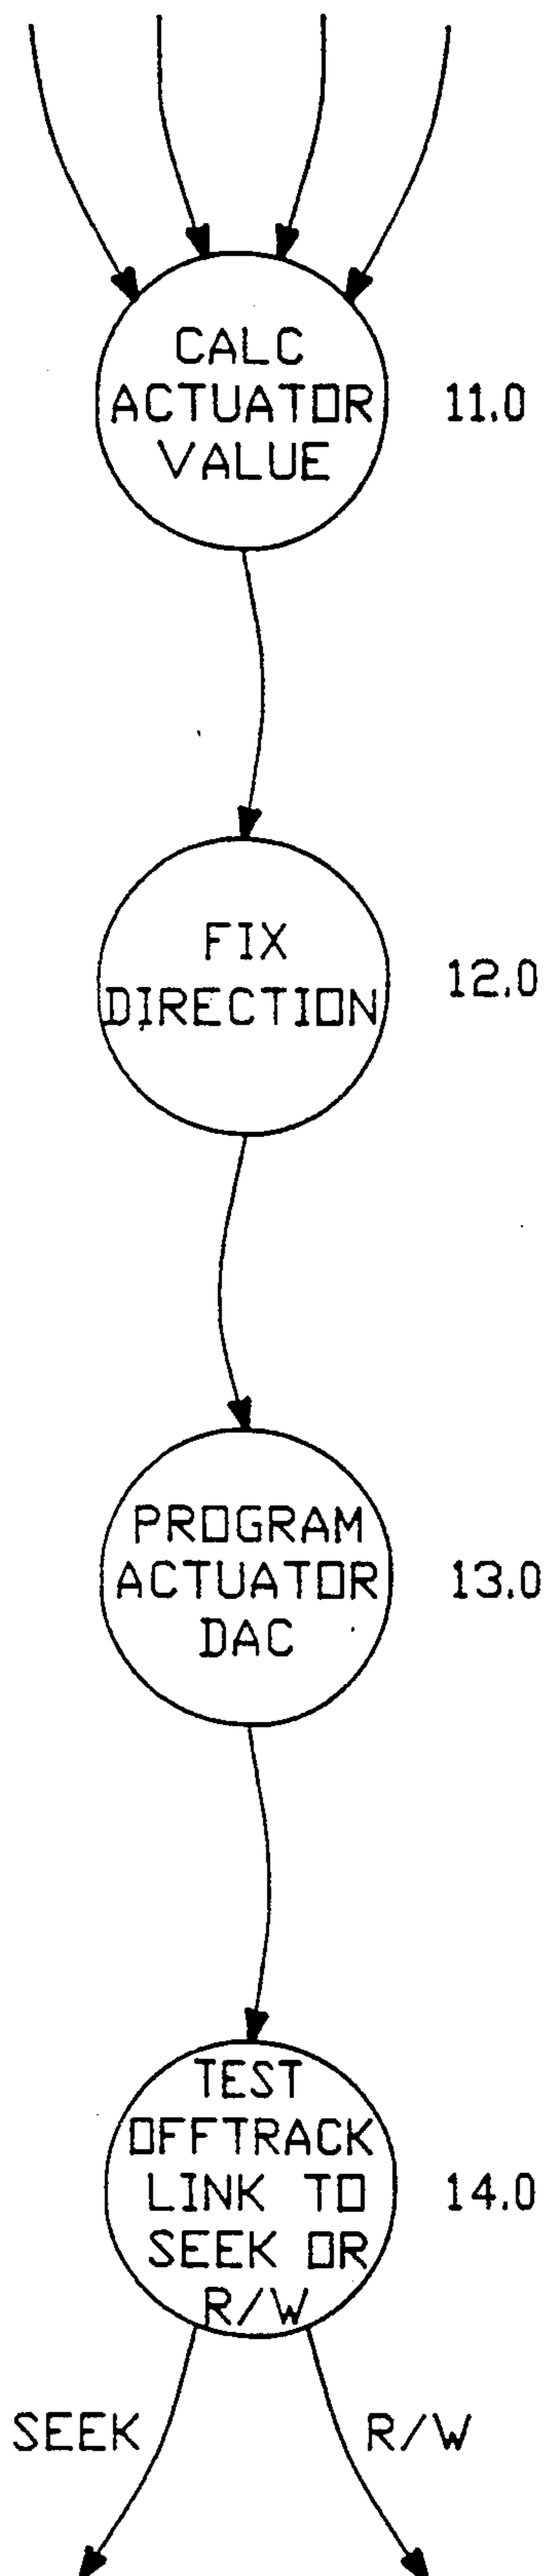 CALC
ACTUATOR
VALUE
11.0
FIX
DIRECTION
12.0
PROGRAM
ACTUATOR
DAC
13.0
TEST
OFFTRACK
LINK TO
SEEK OR
R/W
14.0
SEEK
R/W